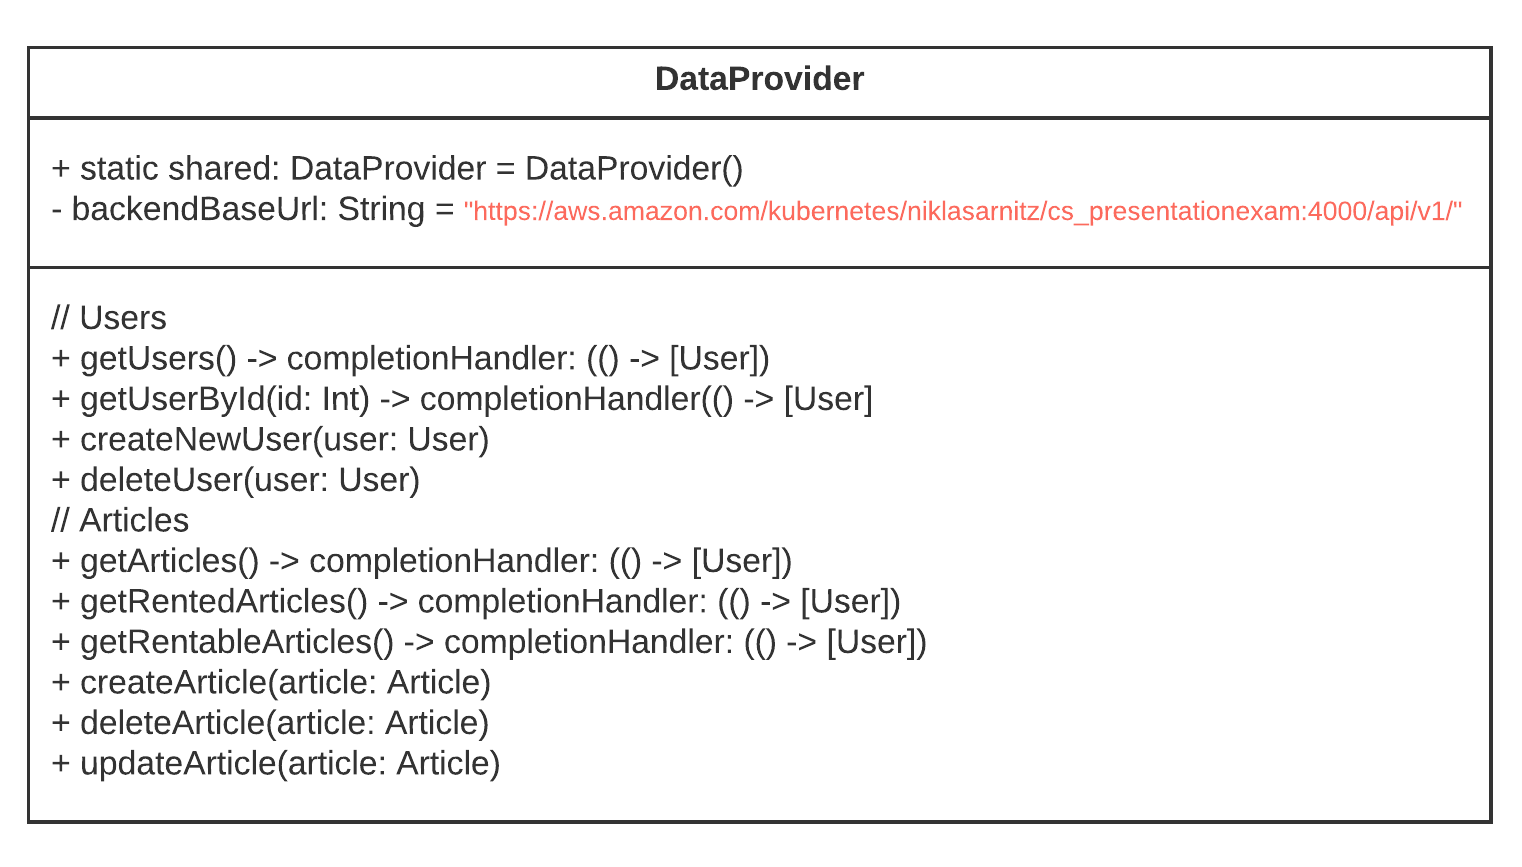 DataProvider
+ static shared: DataProvider = DataProvider()
- backendBaseUrl: String = "https://aws.amazon.com/kubernetes/niklasarnitz/cs_presentationexam:4000/api/v1/"
// Users
+ getUsers() -> completionHandler: (() -> [User])
+ getUserById(id: Int) -> completionHandler(() -> [User]
+ createNewUser(user: User)
+ deleteUser(user: User)
// Articles
+ getArticles() -> completionHandler: (() -> [User])
+ getRentedArticles() -> completionHandler: (() -> [User])
+ getRentableArticles() -> completionHandler: (() -> [User])
+ createArticle(article: Article)
+ deleteArticle(article: Article)
+ updateArticle(article: Article)